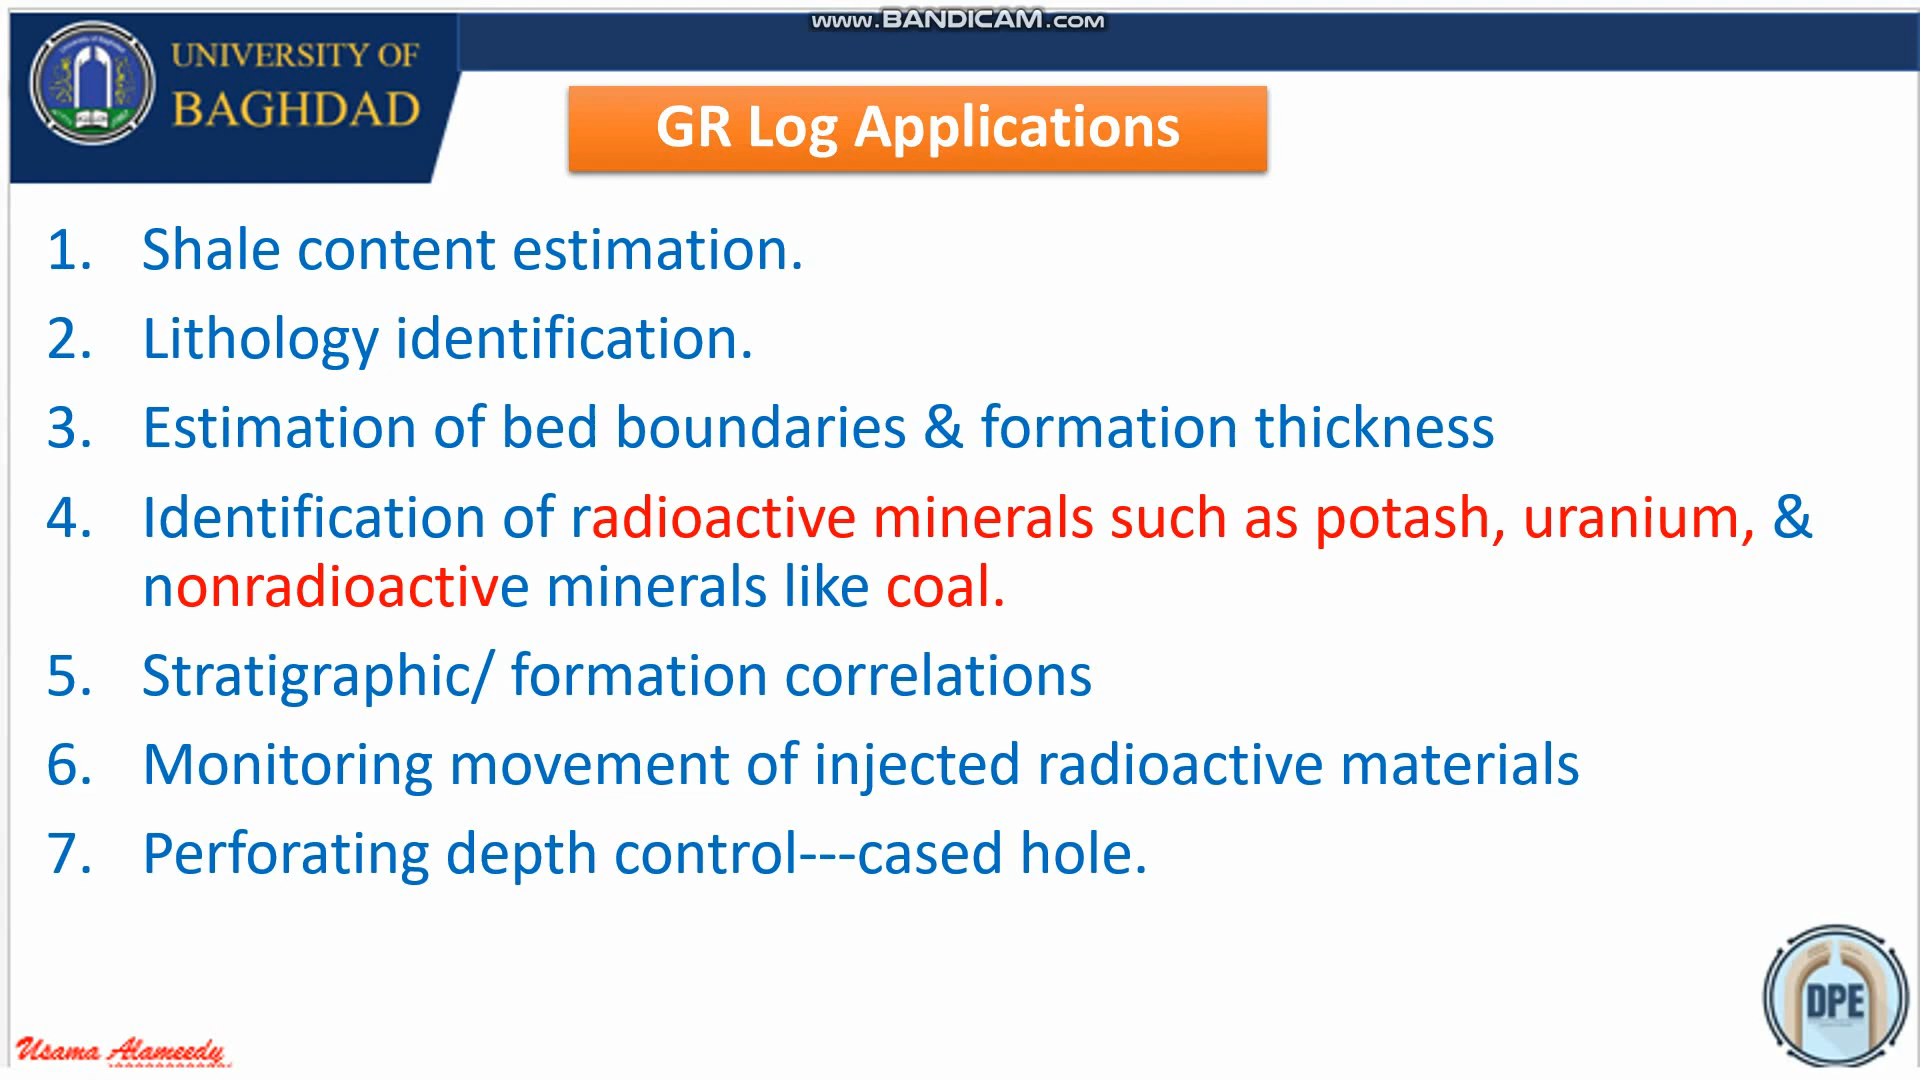 www.BANDICAM.com
UNIVERSITY OF
BAGHDAD
GR Log Applications
1. Shale content estimation.
2. Lithology identification.
3. Estimation of bed boundaries & formation thickness
4. Identification of radioactive minerals such as potash, uranium, &
nonradioactive minerals like coal.
5. Stratigraphic/ formation correlations
6. Monitoring movement of injected radioactive materials
7. Perforating depth control---cased hole.
DPE
Usama Alameedy